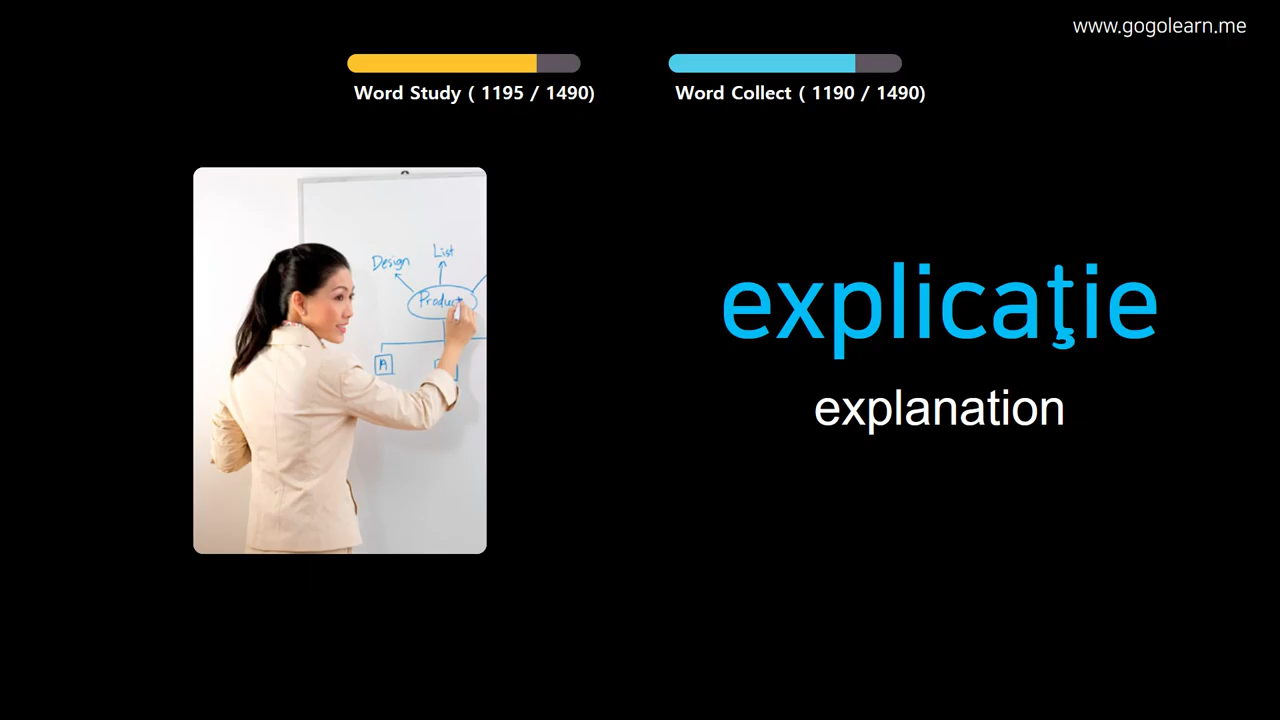 www.gogolearn.me
Word Study ( 1195 / 1490)
Word Collect ( 1190 / 1490)
Design
List
Product
A
explicaţie
explanation